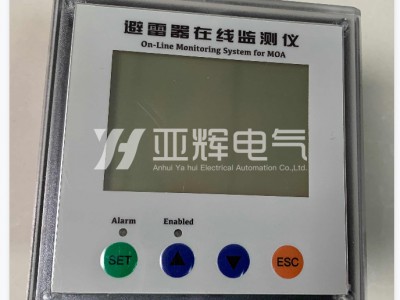 避雷器在线监测仪
On-Line Monitoring System for MOA
YH 亚辉电气
Anhui Ya hui Electrical Automation Co.,Ltd.
Alarm Enabled
SET ESC